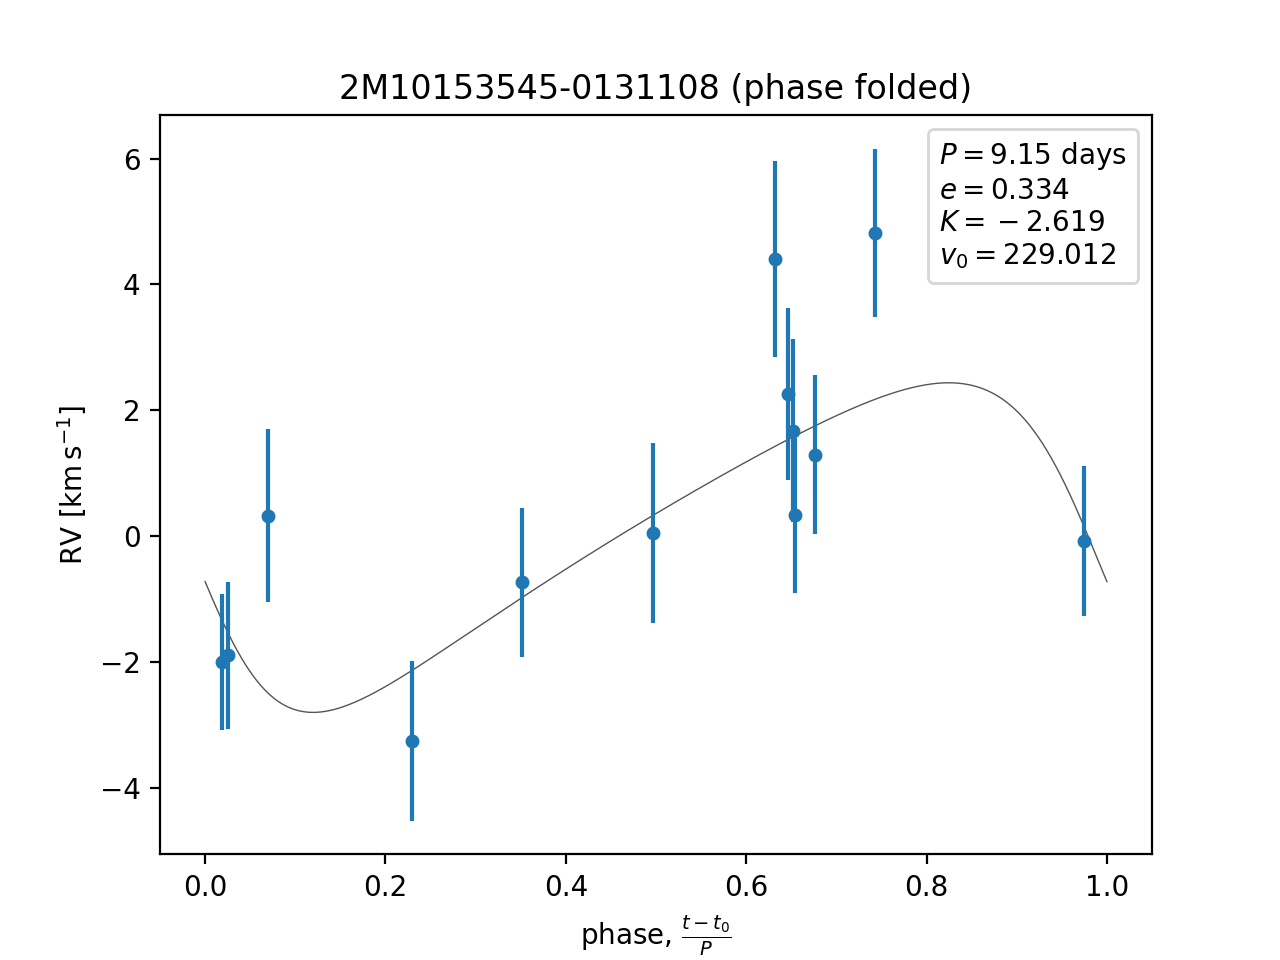 2M10153545-0131108 (phase folded)
P = 9.15 days
e = 0.334
K = −2.619
v₀ = 229.012
6
4
2
0
−2
−4
RV [km s⁻¹]
0.0 0.2 0.4 0.6 0.8 1.0
phase, (t − t₀)/P